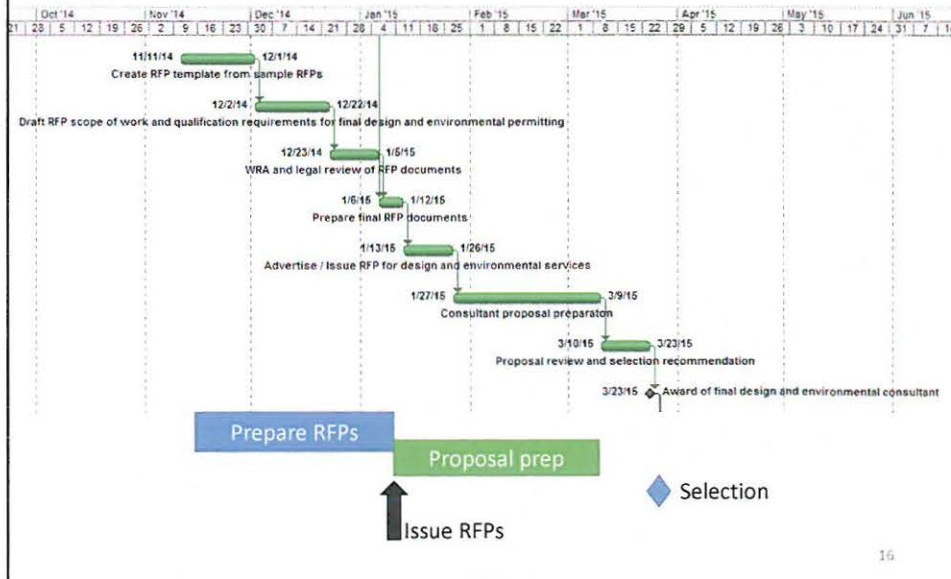 Oct '14 Nov '14 Dec '14 Jan '15 Feb '15 Mar '15 Apr '15 May '15 Jun '15
21 28 5 12 19 26 2 9 16 23 30 7 14 21 28 4 11 18 25 1 8 15 22 1 8 15 22 29 5 12 19 26 3 10 17 24 31 7 14
11/11/14 12/1/14
Create RFP template from sample RFPs
12/2/14 12/22/14
Draft RFP scope of work and qualification requirements for final design and environmental permitting
12/23/14 1/5/15
WRA and legal review of RFP documents
1/6/15 1/12/15
Prepare final RFP documents
1/13/15 1/26/15
Advertise / Issue RFP for design and environmental services
1/27/15 3/9/15
Consultant proposal preparaton
3/10/15 3/23/15
Proposal review and selection recommendation
3/23/15 Award of final design and environmental consultant
Prepare RFPs
Proposal prep
Selection
Issue RFPs
16